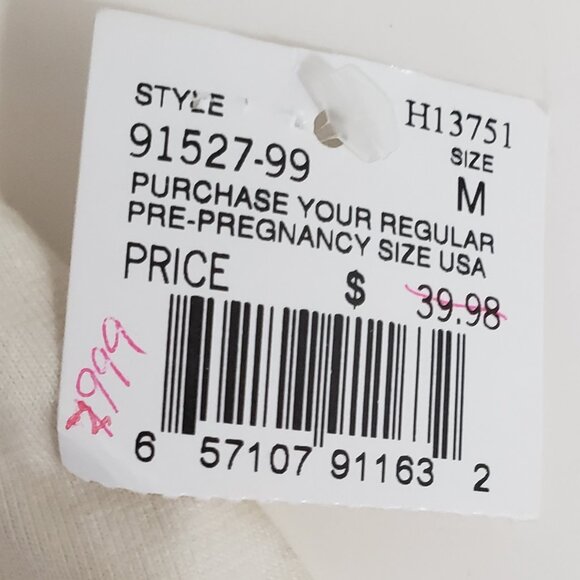 STYLE
H13751
91527-99
SIZE
M
PURCHASE YOUR REGULAR
PRE-PREGNANCY SIZE USA
PRICE $ 39.98
999
6 57107 91163 2